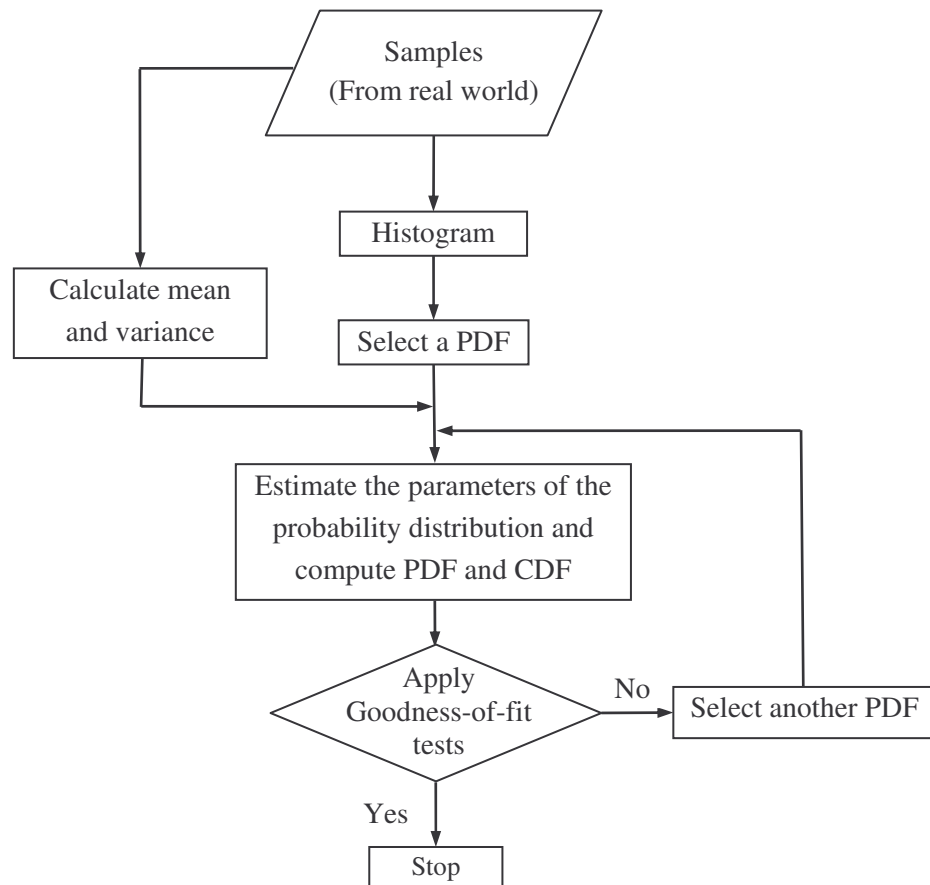 Samples
(From real world)
Histogram
Calculate mean
and variance
Select a PDF
Estimate the parameters of the
probability distribution and
compute PDF and CDF
Apply
Goodness-of-fit
tests
No
Select another PDF
Yes
Stop